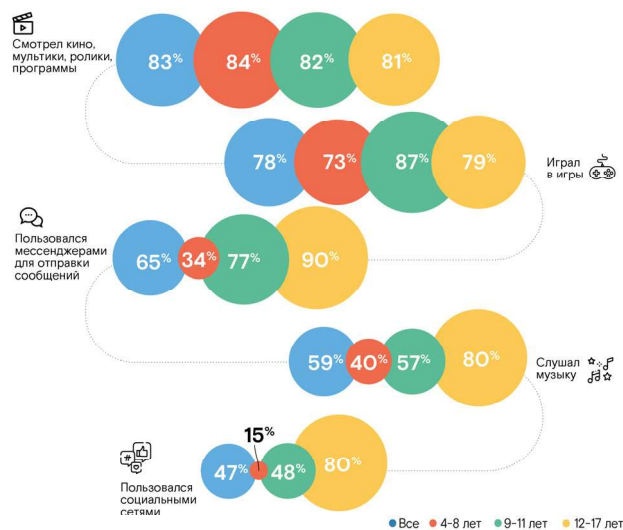 Смотрел кино,
мультики, ролики,
программы
83% 84% 82% 81%
78% 73% 87% 79%
Играл
в игры
Пользовался
мессенджерами
для отправки
сообщений
65% 34% 77% 90%
59% 40% 57% 80%
Слушал
музыку
15%
47% 48% 80%
#
Пользовался
социальными
сетями
Все 4-8 лет 9-11 лет 12-17 лет